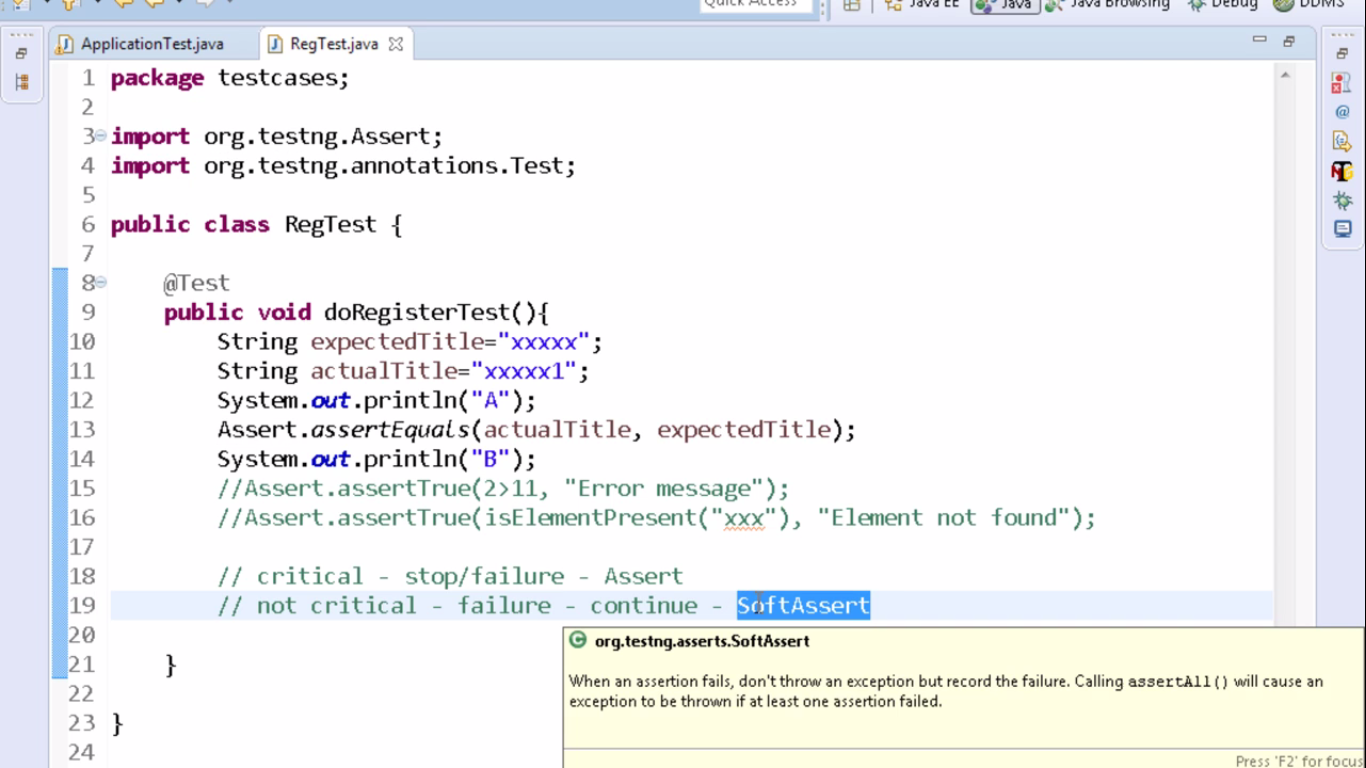 Quick Access
Java EE
Java
Java Browsing
Debug
DDMS
ApplicationTest.java
RegTest.java
1 package testcases;
2
3 import org.testng.Assert;
4 import org.testng.annotations.Test;
5
6 public class RegTest {
7
8 @Test
9 public void doRegisterTest(){
10 String expectedTitle="xxxxx";
11 String actualTitle="xxxxx1";
12 System.out.println("A");
13 Assert.assertEquals(actualTitle, expectedTitle);
14 System.out.println("B");
15 //Assert.assertTrue(2>11, "Error message");
16 //Assert.assertTrue(isElementPresent("xxx"), "Element not found");
17
18 // critical - stop/failure - Assert
19 // not critical - failure - continue - SoftAssert
20
21 }
22
23 }
24
org.testng.asserts.SoftAssert
When an assertion fails, don't throw an exception but record the failure. Calling assertAll() will cause an
exception to be thrown if at least one assertion failed.
Press 'F2' for focus